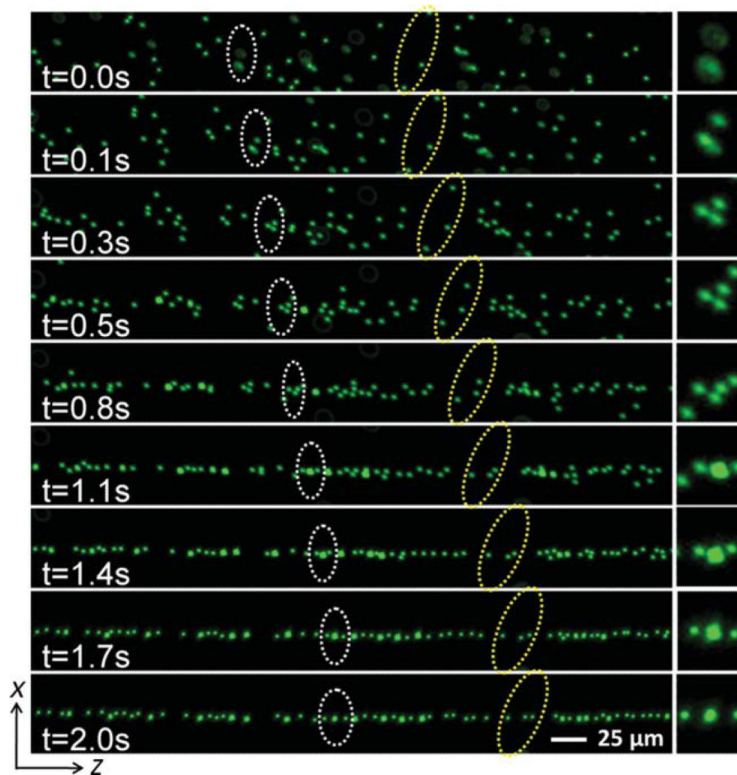 t=0.0s
t=0.1s
t=0.3s
t=0.5s
t=0.8s
t=1.1s
t=1.4s
t=1.7s
t=2.0s
25 μm
x
z